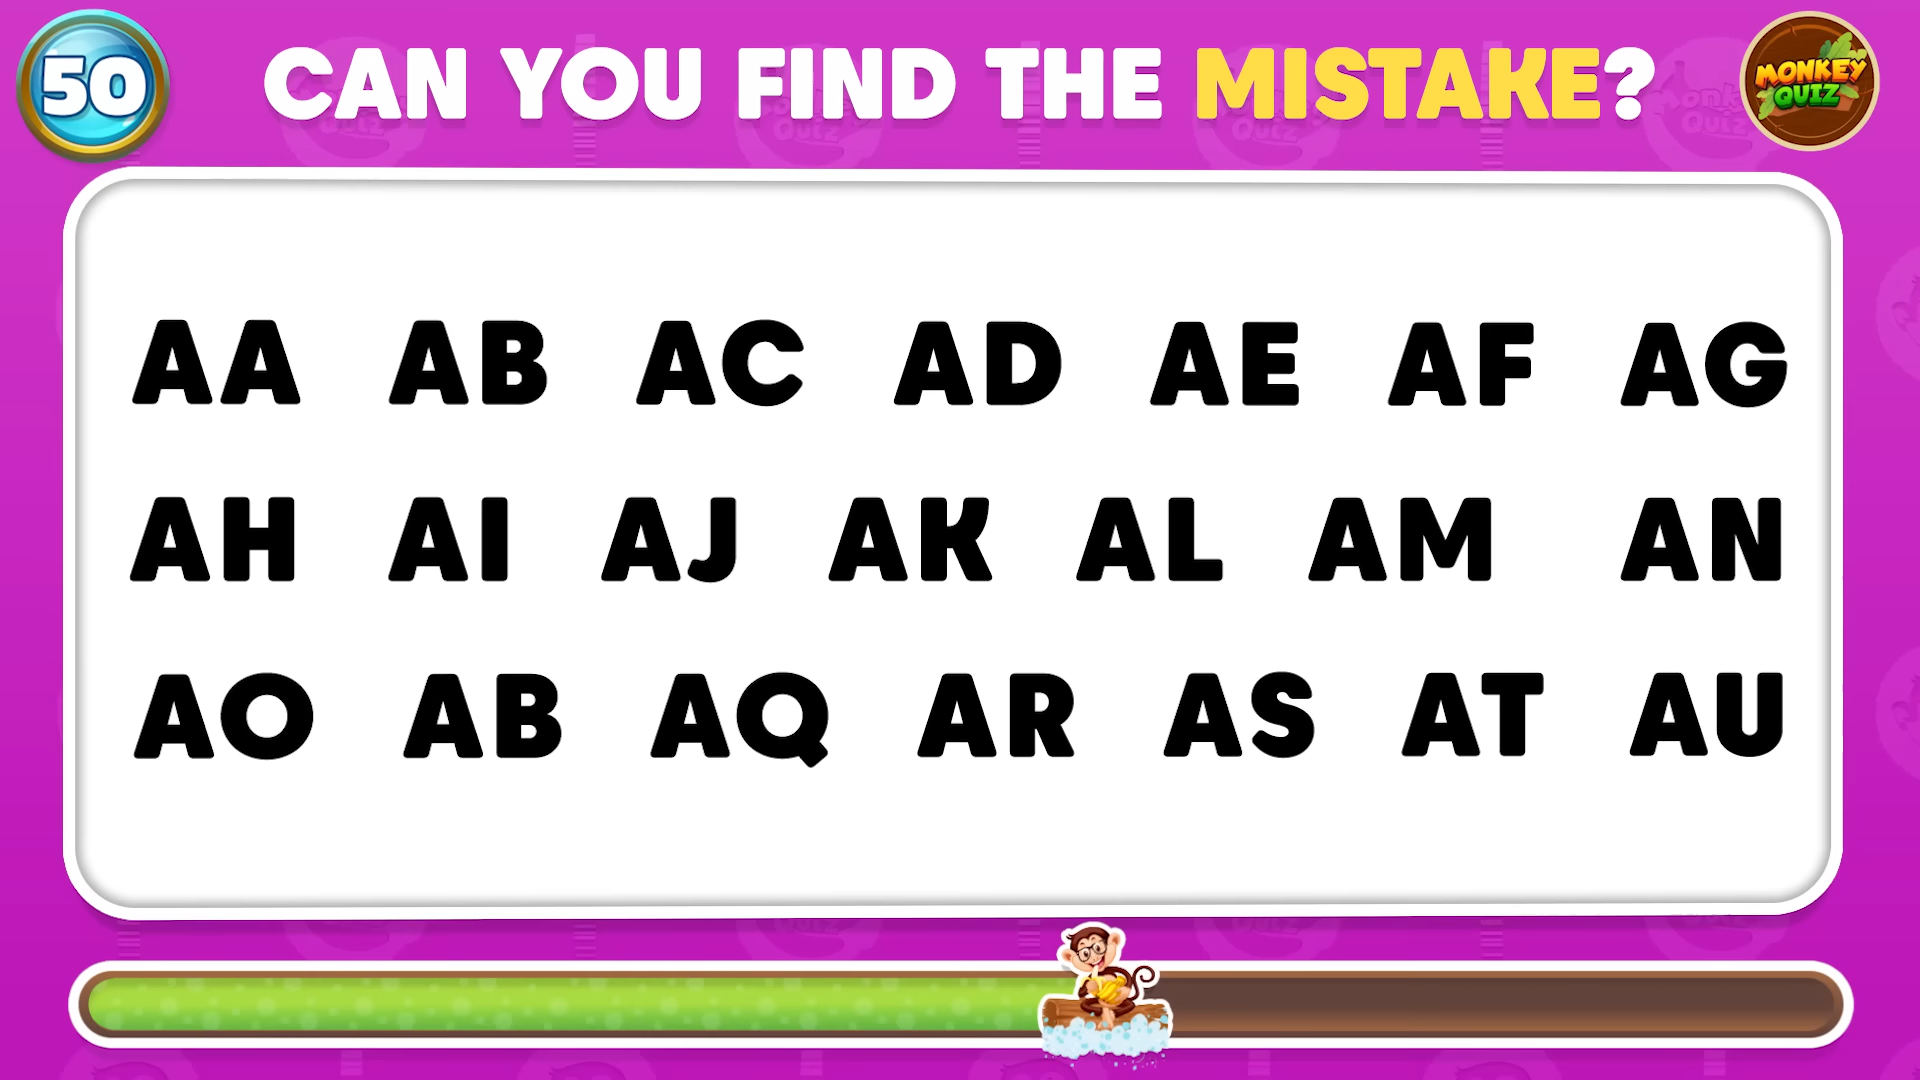 50
CAN YOU FIND THE MISTAKE?
MONKEY
QUIZ
AA AB AC AD AE AF AG
AH AI AJ AK AL AM AN
AO AB AQ AR AS AT AU